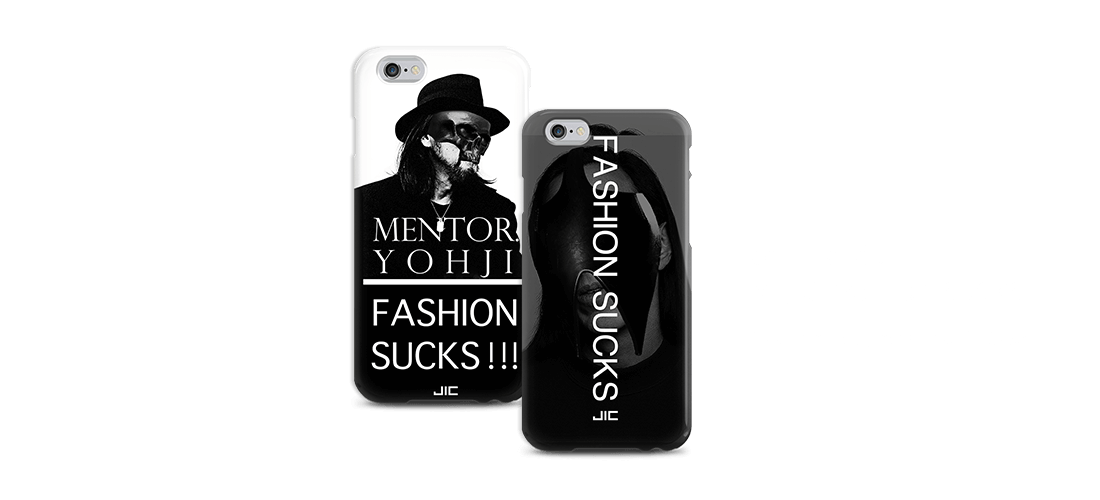 MENTOR
YOHJI
FASHION
SUCKS!!!
JIC
FASHION SUCKS
JIC